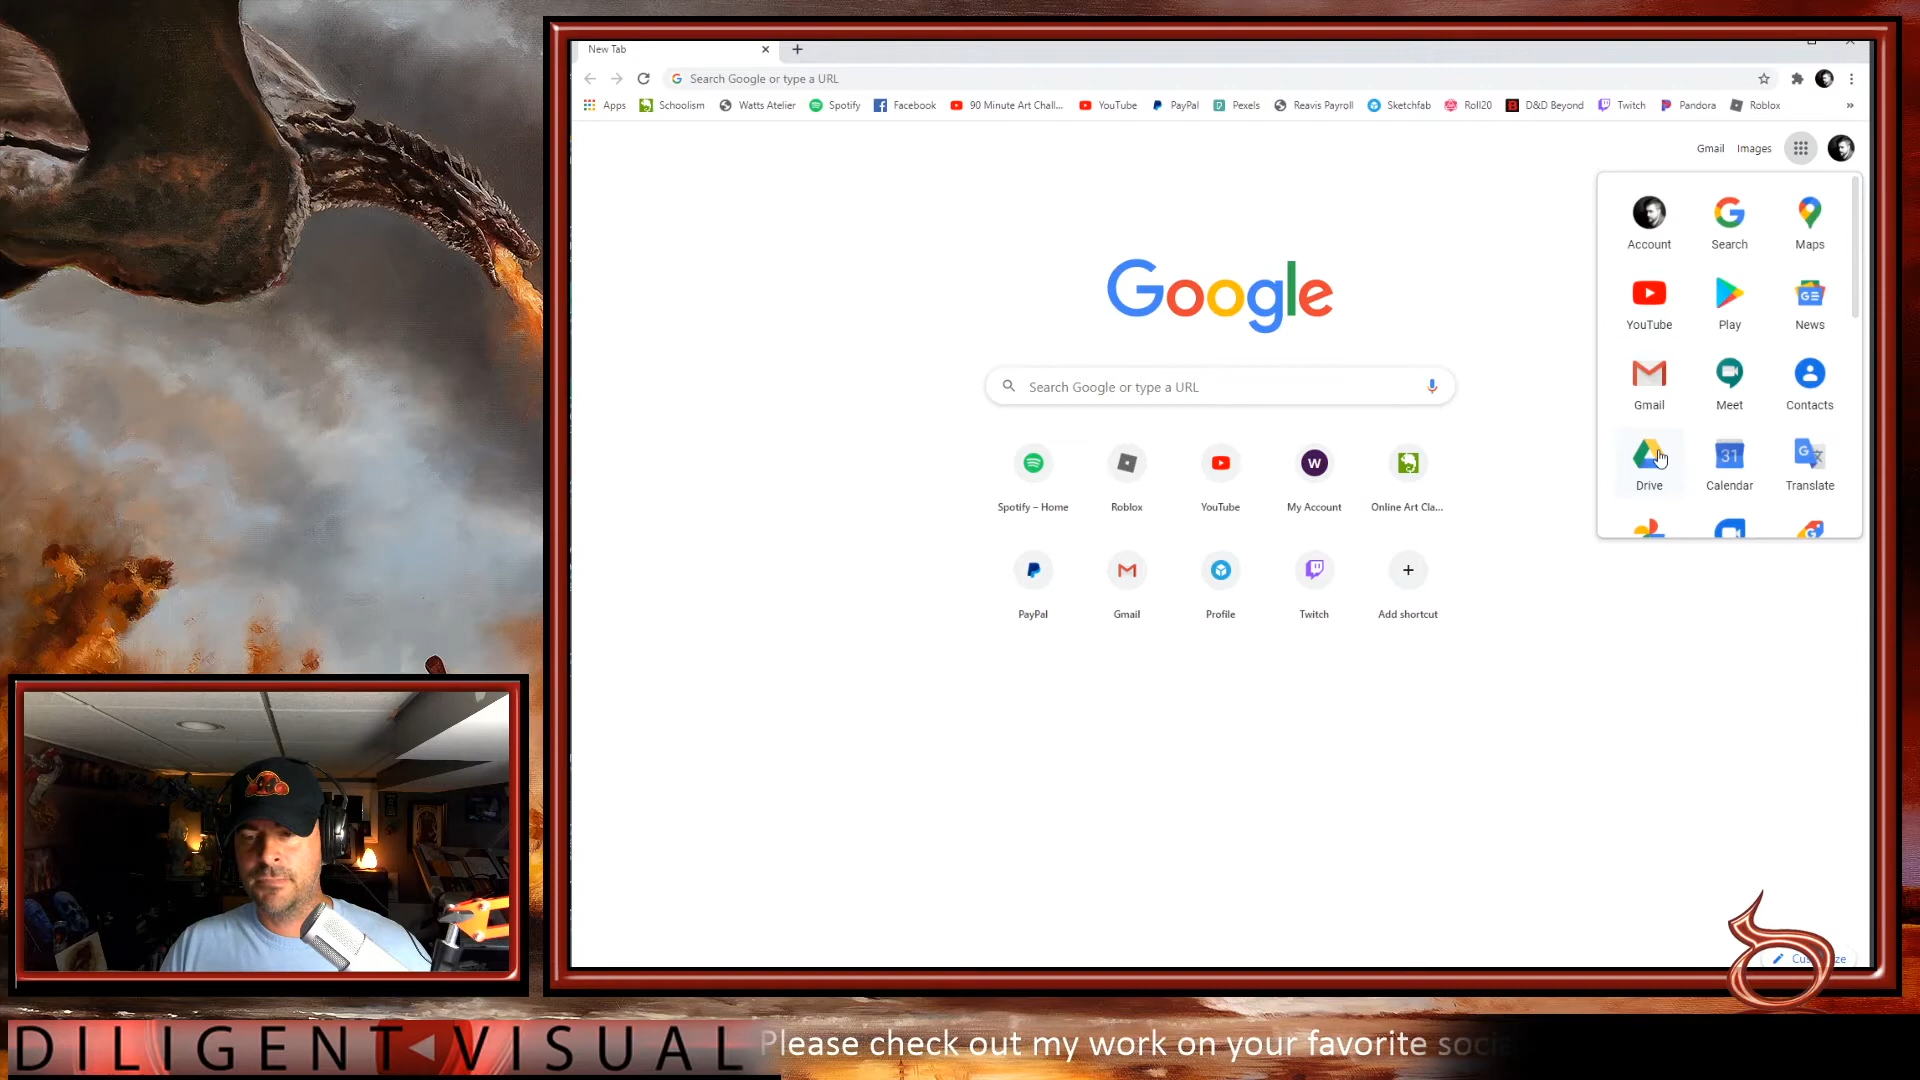 New Tab
Search Google or type a URL
Apps Schoolism Watts Atelier Spotify Facebook 90 Minute Art Chall... YouTube PayPal Pexels Reavis Payroll Sketchfab Roll20 D&D Beyond Twitch Pandora Roblox »
Gmail Images
Account Search Maps
YouTube Play News
Gmail Meet Contacts
31
Drive Calendar Translate
Google
Search Google or type a URL
W
Spotify – Home Roblox YouTube My Account Online Art Cla...
PayPal Gmail Profile Twitch Add shortcut
DILIGENT VISUAL
Please check out my work on your favorite soci